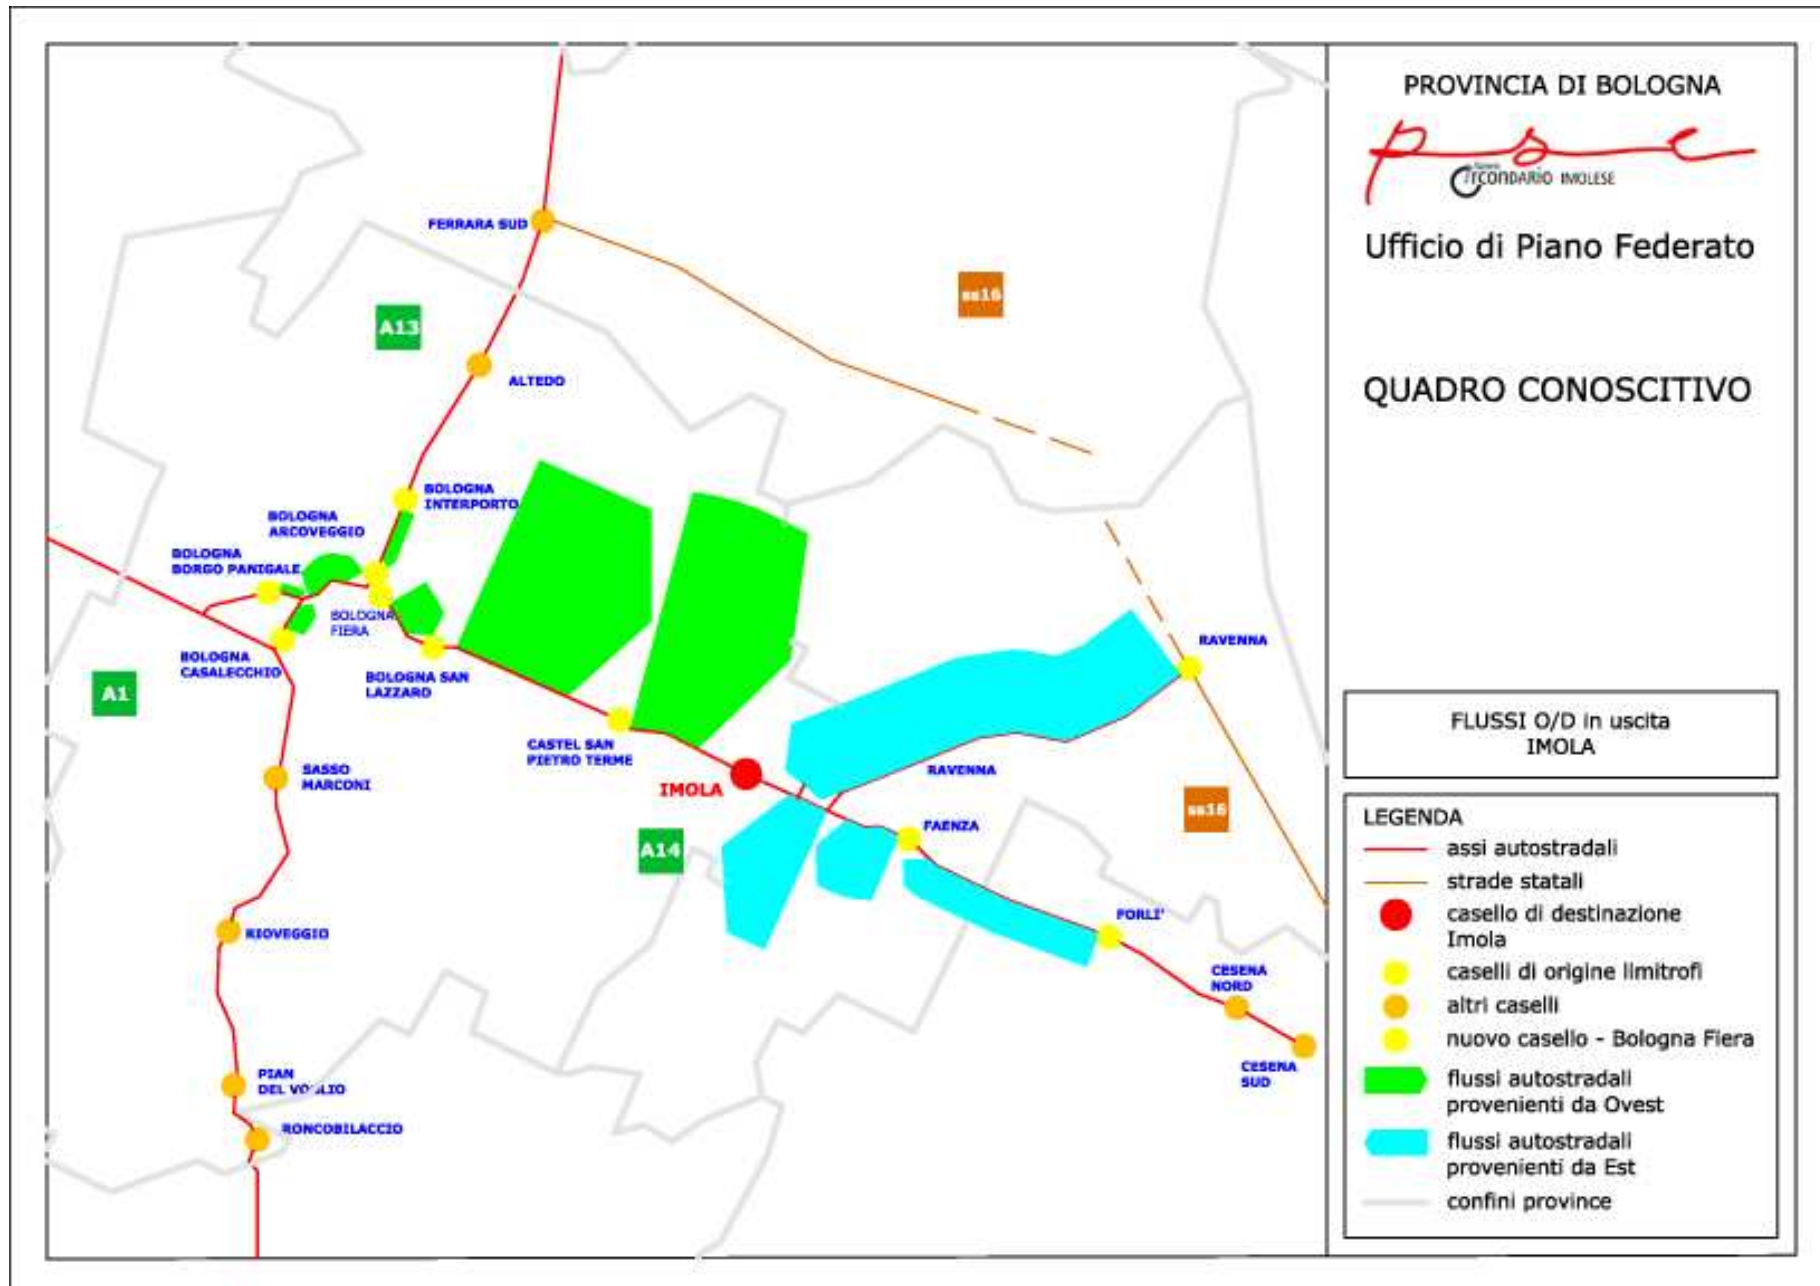 PROVINCIA DI BOLOGNA
psc
Nuovo
CIRCONDARIO IMOLESE
Ufficio di Piano Federato
QUADRO CONOSCITIVO
FLUSSI O/D in uscita
IMOLA
LEGENDA
assi autostradali
strade statali
casello di destinazione
Imola
caselli di origine limitrofi
altri caselli
nuovo casello - Bologna Fiera
flussi autostradali
provenienti da Ovest
flussi autostradali
provenienti da Est
confini province
FERRARA SUD
ss16
A13
ALTEDO
BOLOGNA
INTERPORTO
BOLOGNA
ARCOVEGGIO
BOLOGNA
BORGO PANIGALE
BOLOGNA
FIERA
BOLOGNA
CASALECCHIO
BOLOGNA SAN
LAZZARO
RAVENNA
A1
CASTEL SAN
PIETRO TERME
SASSO
MARCONI
IMOLA
RAVENNA
ss16
FAENZA
A14
FORLI'
RIOVEGGIO
CESENA
NORD
CESENA
SUD
PIAN
DEL VOGLIO
RONCOBILACCIO